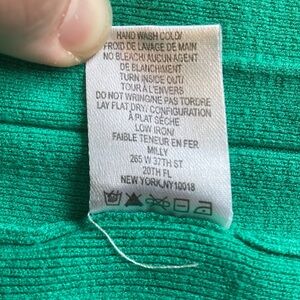 HAND WASH COLD/
FROID DE LAVAGE DE MAIN
NO BLEACH/ AUCUN AGENT
DE BLANCHIMENT
TURN INSIDE OUT/
TOUR À L'ENVERS
DO NOT WRING/NE PAS TORDRE
LAY FLAT DRY/ CONFIGURATION
À PLAT SÈCHE
LOW IRON/
FAIBLE TENEUR EN FER
MILLY
265 W 37TH ST
20TH FL
NEW YORK,NY10018